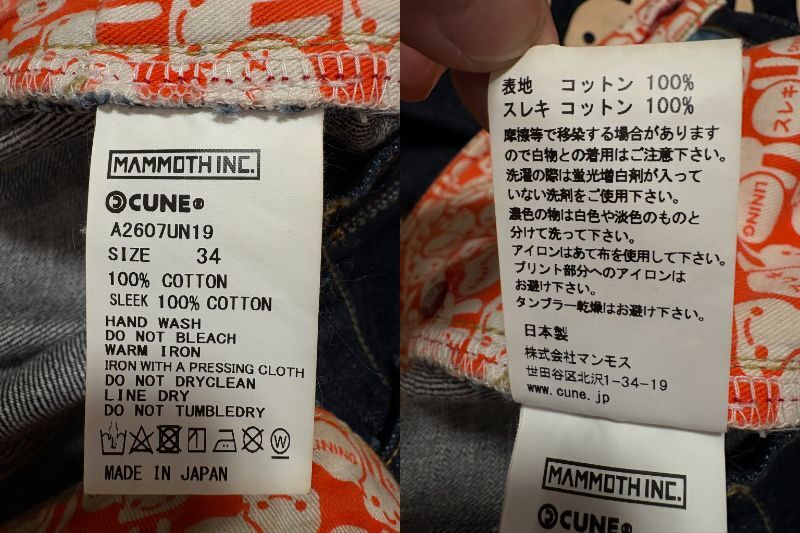 MAMMOTH INC.
CUNE®
A2607UN19
SIZE 34
100% COTTON
SLEEK 100% COTTON
HAND WASH
DO NOT BLEACH
WARM IRON
IRON WITH A PRESSING CLOTH
DO NOT DRYCLEAN
LINE DRY
DO NOT TUMBLEDRY
W
MADE IN JAPAN
LINING
表地 コットン 100%
スレキ コットン 100%
摩擦等で移染する場合があります
ので白物との着用はご注意下さい。
洗濯の際は蛍光増白剤が入って
いない洗剤をご使用下さい。
濃色の物は白色や淡色のものと
分けて洗って下さい。
アイロンはあて布を使用して下さい。
プリント部分へのアイロンは
お避け下さい。
タンブラー乾燥はお避け下さい。
日本製
株式会社マンモス
世田谷区北沢1-34-19
www.cune.jp
スレキ
LINING
MAMMOTH INC.
CUNE®